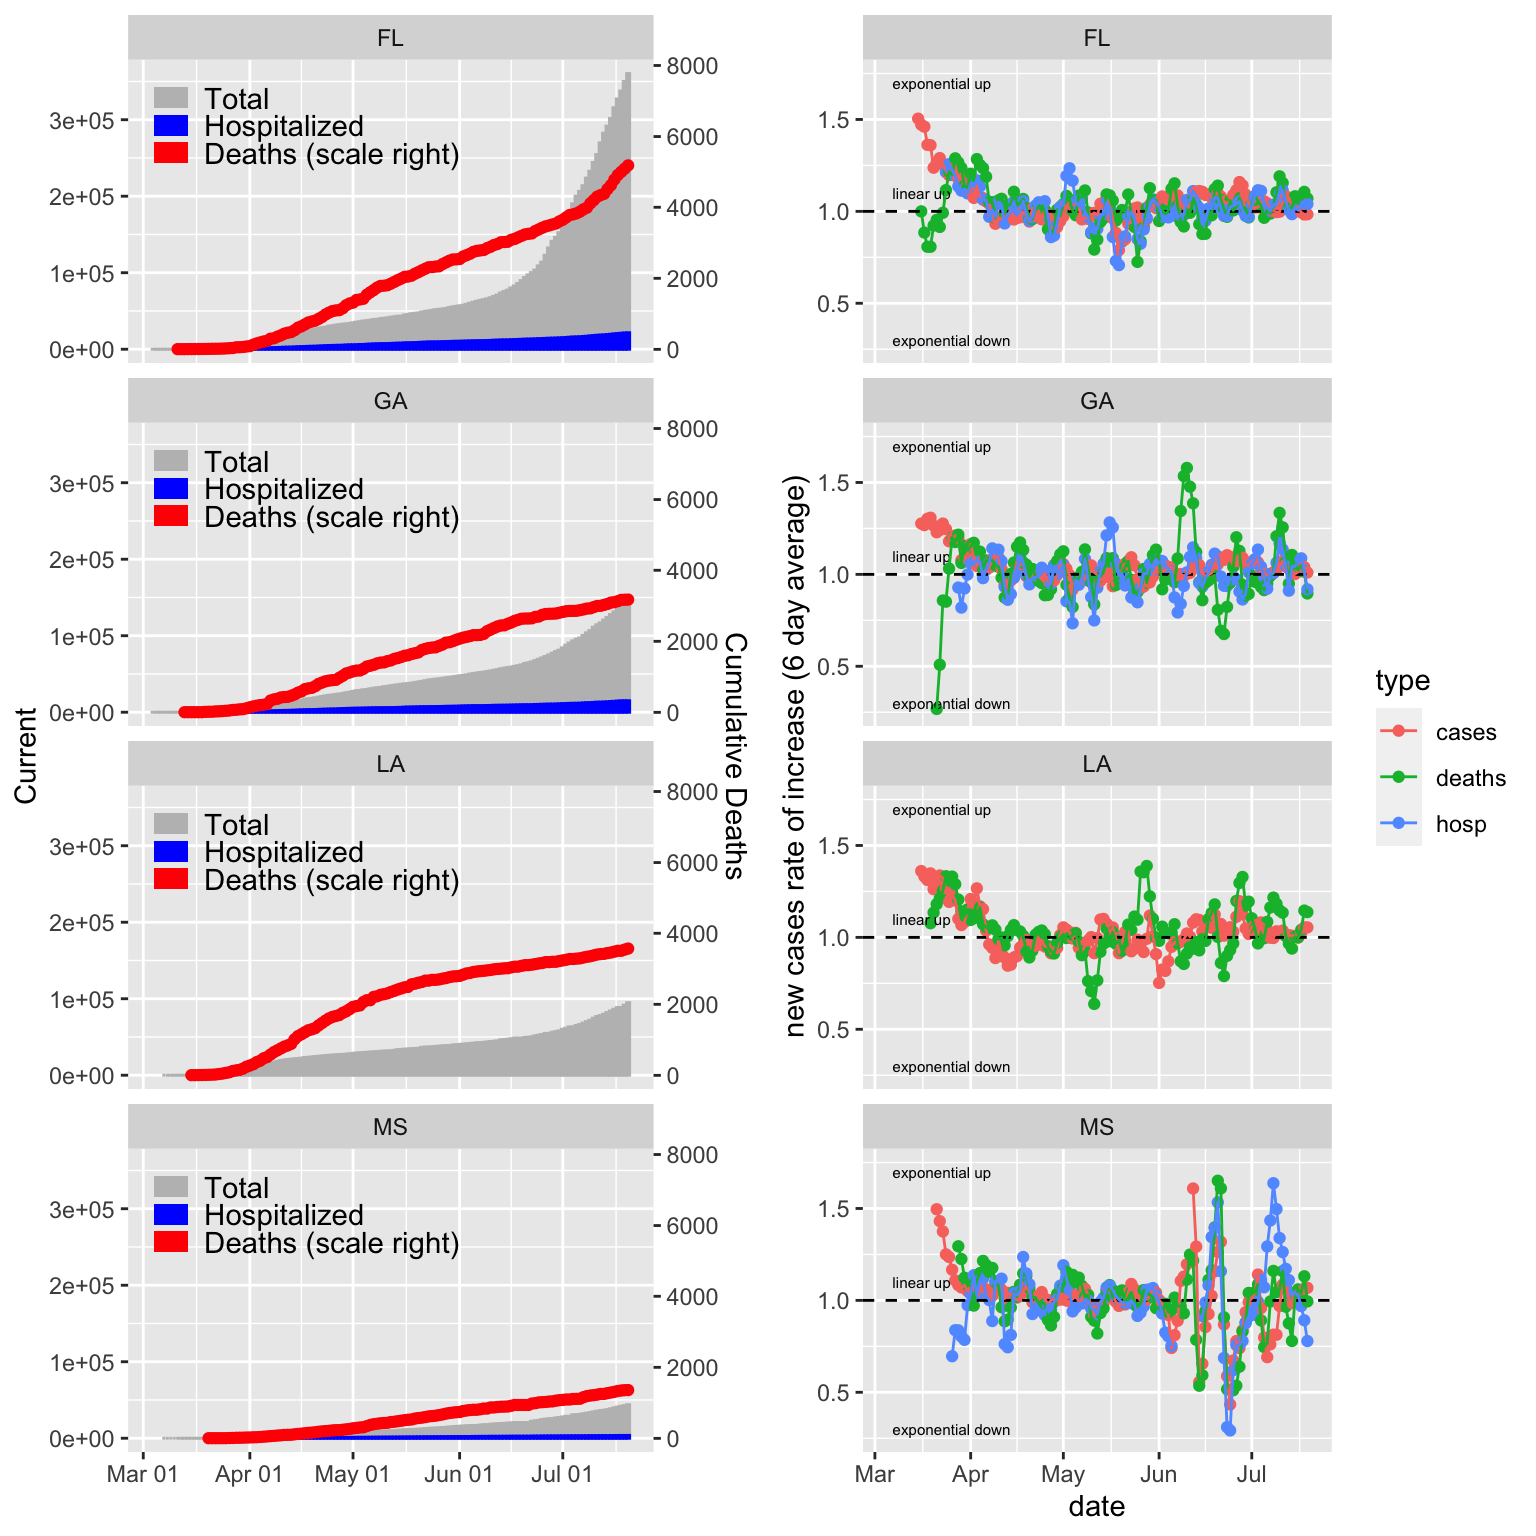 FL
3e+05
2e+05
1e+05
0e+00
Total
Hospitalized
Deaths (scale right)
8000
6000
4000
2000
0
GA
3e+05
2e+05
1e+05
0e+00
Total
Hospitalized
Deaths (scale right)
8000
6000
4000
2000
0
LA
3e+05
2e+05
1e+05
0e+00
Total
Hospitalized
Deaths (scale right)
8000
6000
4000
2000
0
MS
3e+05
2e+05
1e+05
0e+00
Total
Hospitalized
Deaths (scale right)
8000
6000
4000
2000
0
Mar 01
Apr 01
May 01
Jun 01
Jul 01
Current
Cumulative Deaths
FL
1.5
1.0
0.5
exponential up
linear up
exponential down
GA
1.5
1.0
0.5
exponential up
linear up
exponential down
LA
1.5
1.0
0.5
exponential up
linear up
exponential down
MS
1.5
1.0
0.5
exponential up
linear up
exponential down
Mar
Apr
May
Jun
Jul
date
new cases rate of increase (6 day average)
type
cases
deaths
hosp